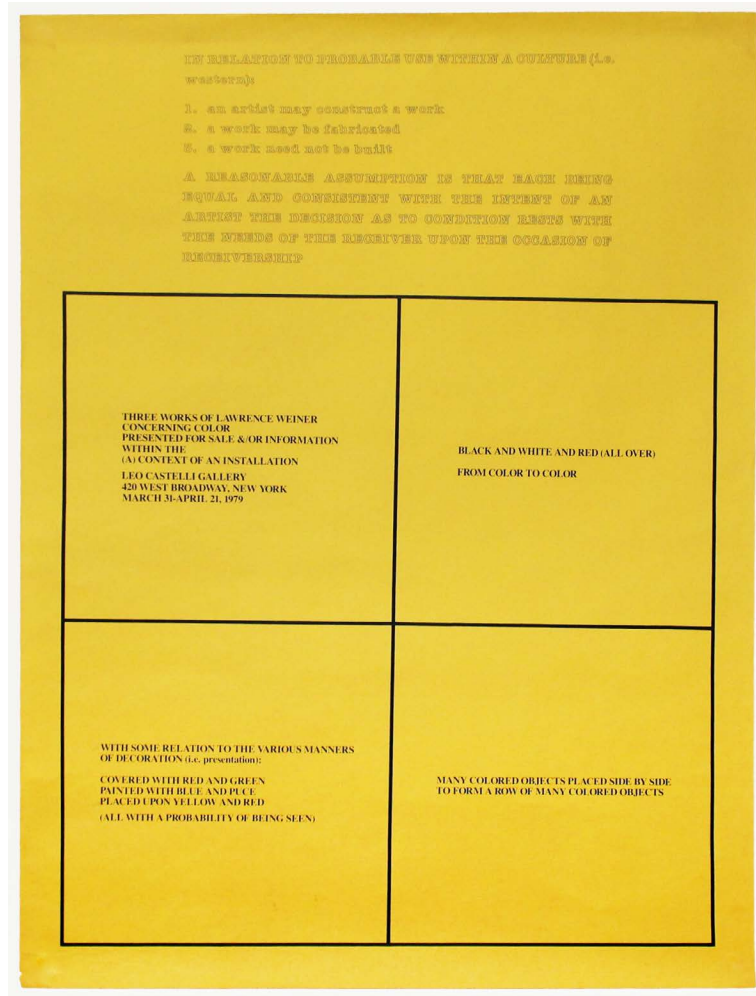 IN RELATION TO PROBABLE USE WITHIN A CULTURE (i.e.
western):
1. an artist may construct a work
2. a work may be fabricated
3. a work need not be built
A REASONABLE ASSUMPTION IS THAT EACH BEING
EQUAL AND CONSISTENT WITH THE INTENT OF AN
ARTIST THE DECISION AS TO CONDITION RESTS WITH
THE NEEDS OF THE RECEIVER UPON THE OCCASION OF
RECEIVERSHIP
THREE WORKS OF LAWRENCE WEINER
CONCERNING COLOR
PRESENTED FOR SALE &/OR INFORMATION
WITHIN THE
(A) CONTEXT OF AN INSTALLATION
LEO CASTELLI GALLERY
420 WEST BROADWAY, NEW YORK
MARCH 31-APRIL 21, 1979
BLACK AND WHITE AND RED (ALL OVER)
FROM COLOR TO COLOR
WITH SOME RELATION TO THE VARIOUS MANNERS
OF DECORATION (i.e. presentation):
COVERED WITH RED AND GREEN
PAINTED WITH BLUE AND PUCE
PLACED UPON YELLOW AND RED
(ALL WITH A PROBABILITY OF BEING SEEN)
MANY COLORED OBJECTS PLACED SIDE BY SIDE
TO FORM A ROW OF MANY COLORED OBJECTS